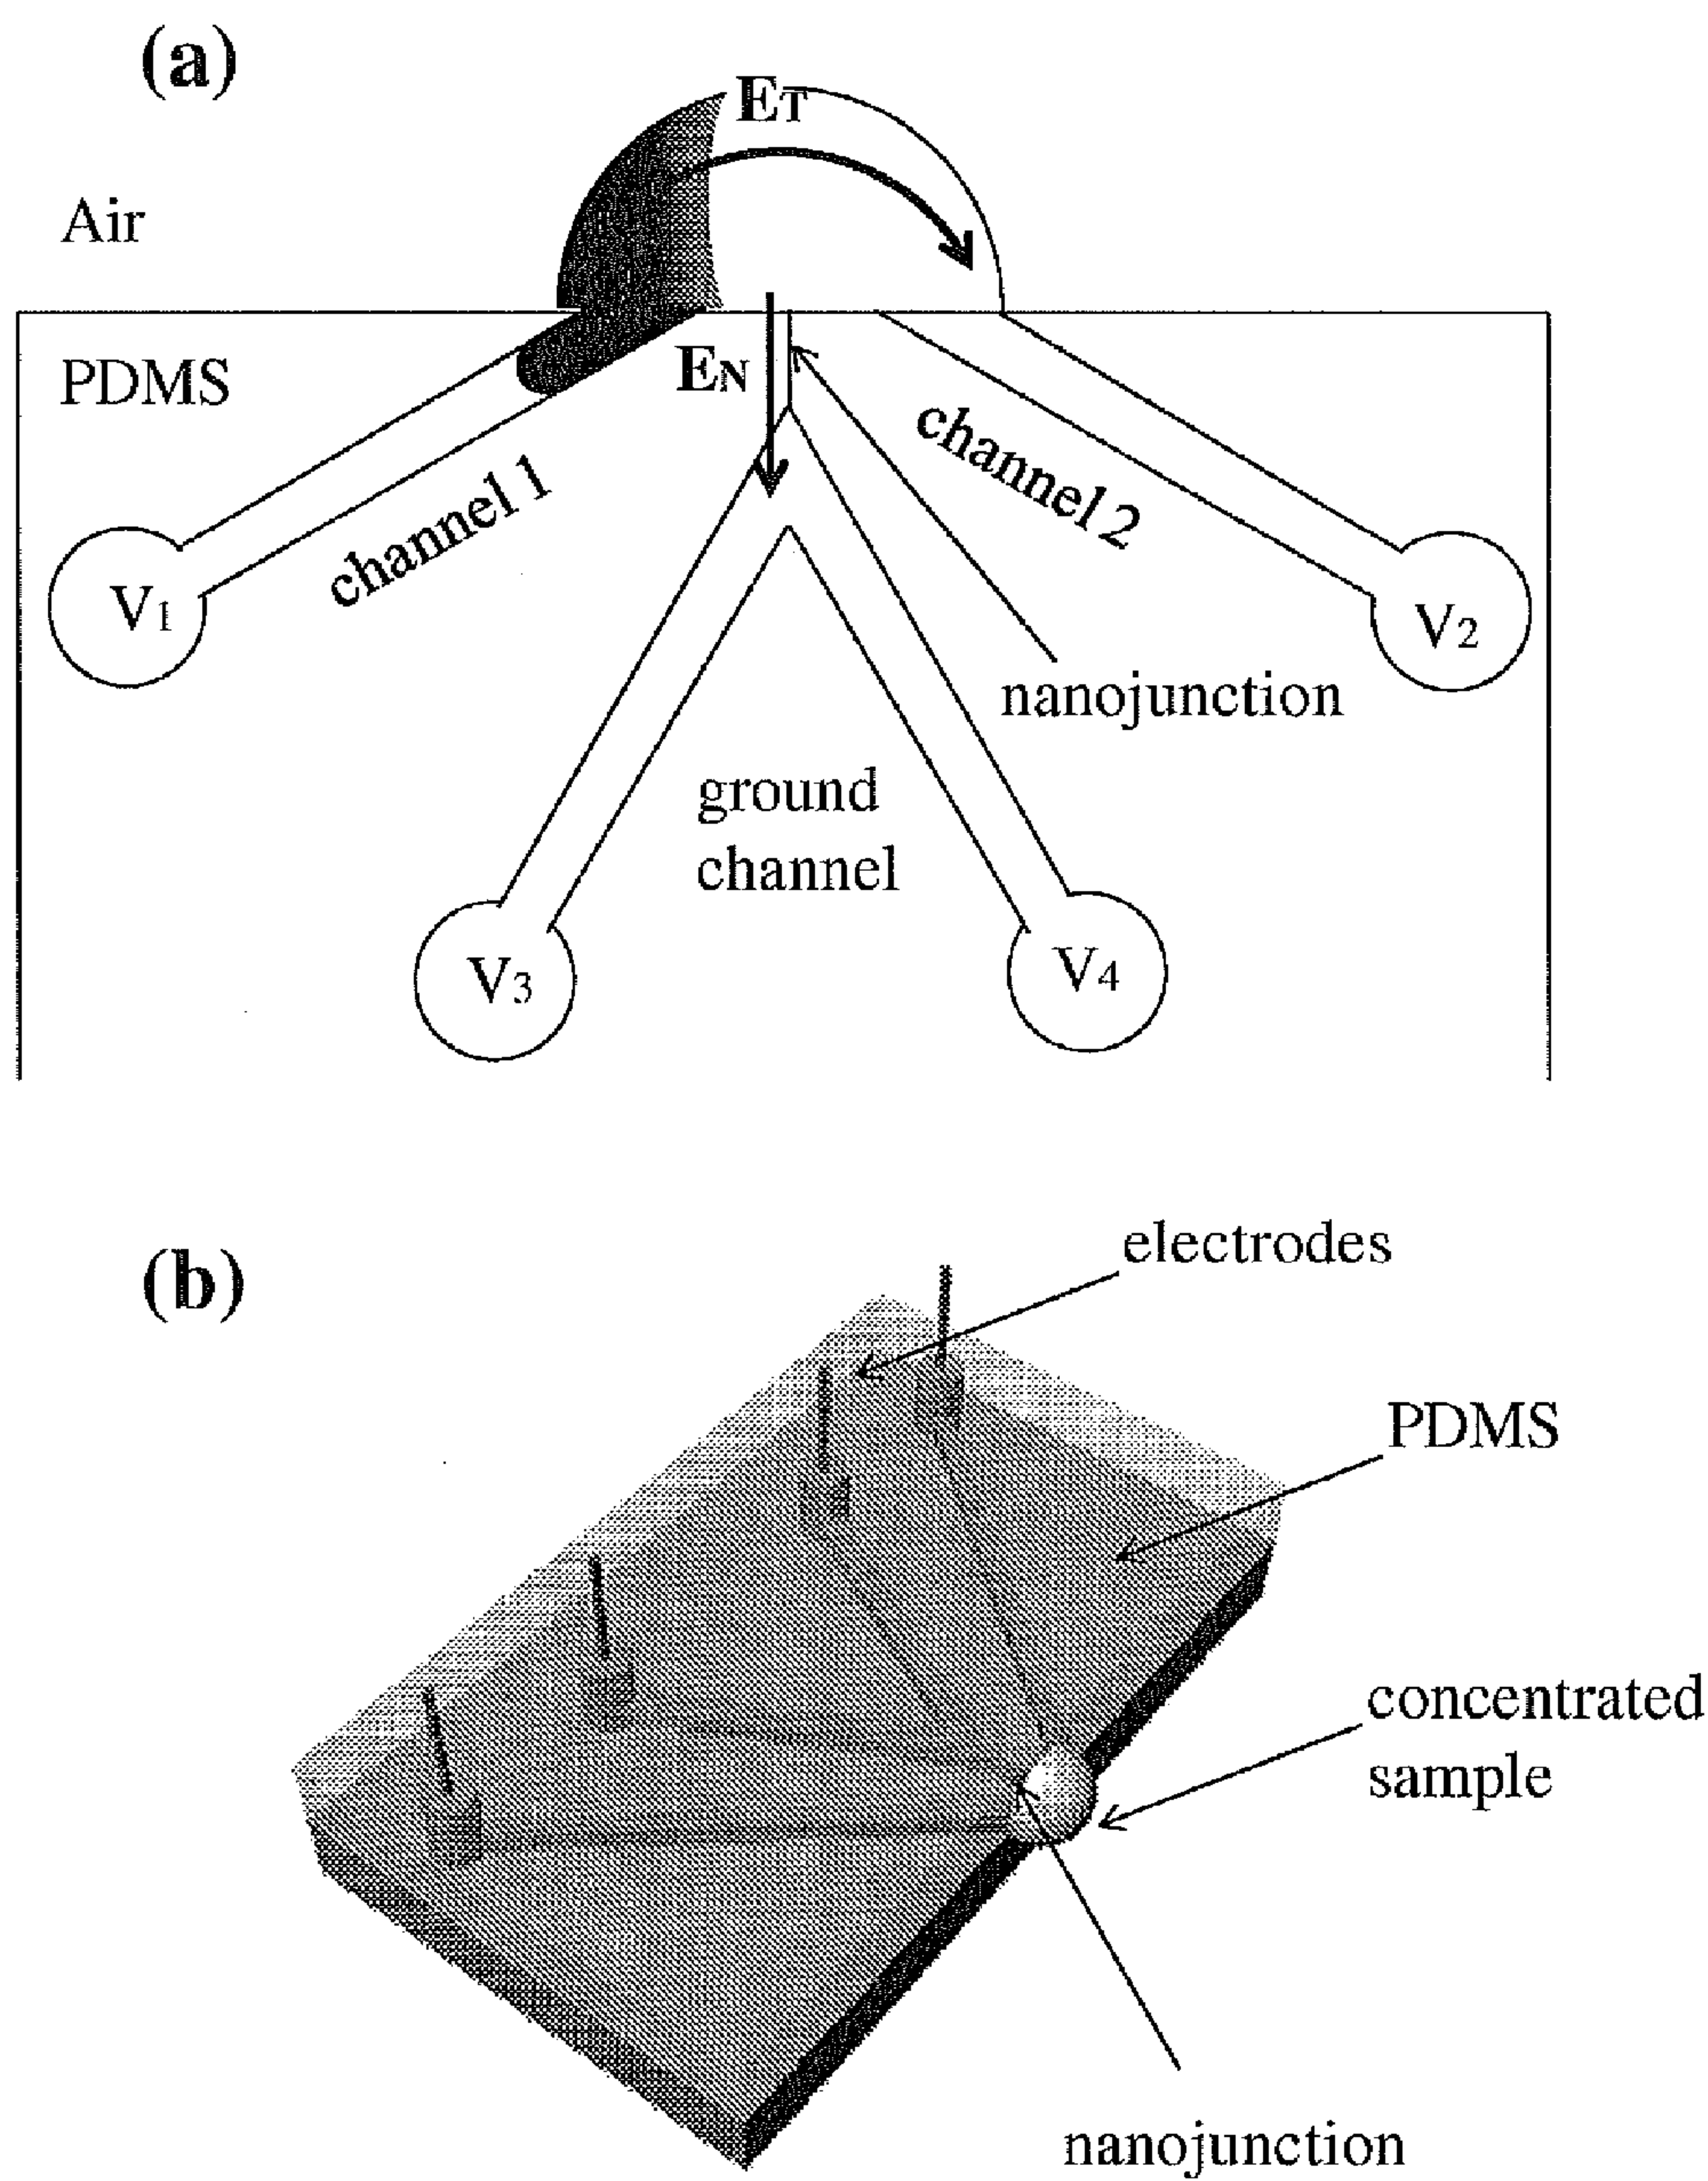 (a)
ET
Air
PDMS
EN
channel 1
channel 2
V1
V2
nanojunction
ground
channel
V3
V4
(b)
electrodes
PDMS
concentrated
sample
nanojunction